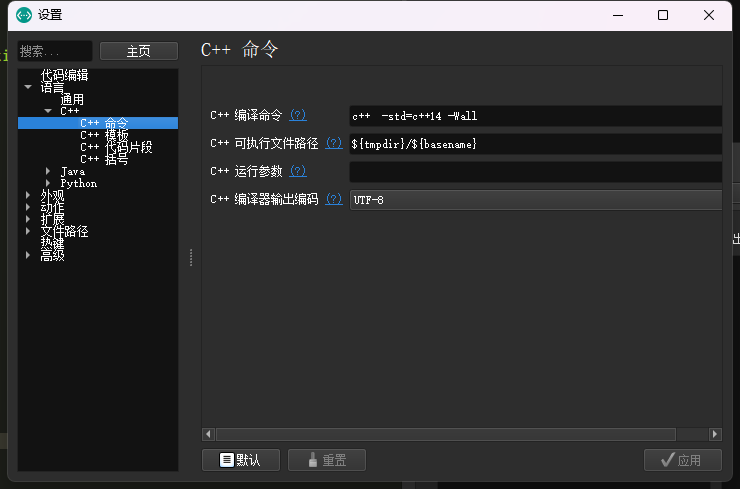 设置
搜索...
主页
代码编辑
语言
通用
C++
C++ 命令
C++ 模板
C++ 代码片段
C++ 括号
Java
Python
外观
动作
扩展
文件路径
热键
高级
C++ 命令
C++ 编译命令 (?) c++ -std=c++14 -Wall
C++ 可执行文件路径 (?) ${tmpdir}/${basename}
C++ 运行参数 (?)
C++ 编译器输出编码 (?) UTF-8
默认
重置
应用